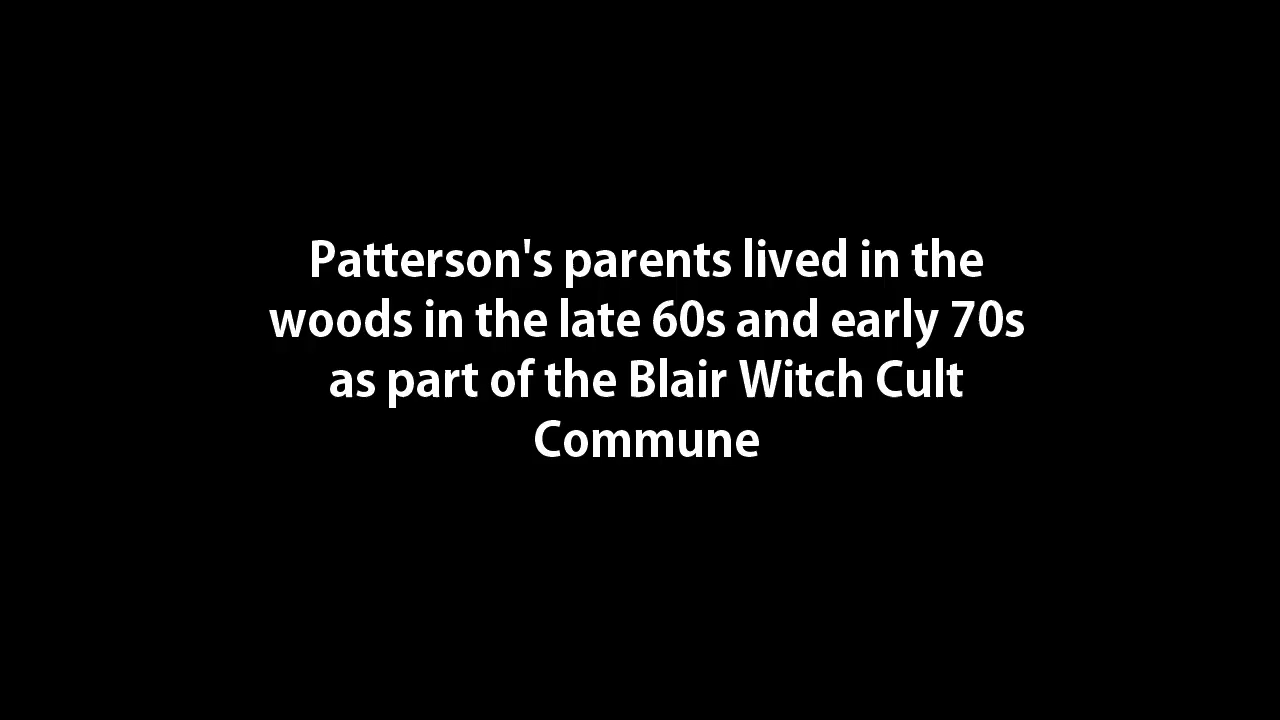 Patterson's parents lived in the
woods in the late 60s and early 70s
as part of the Blair Witch Cult
Commune